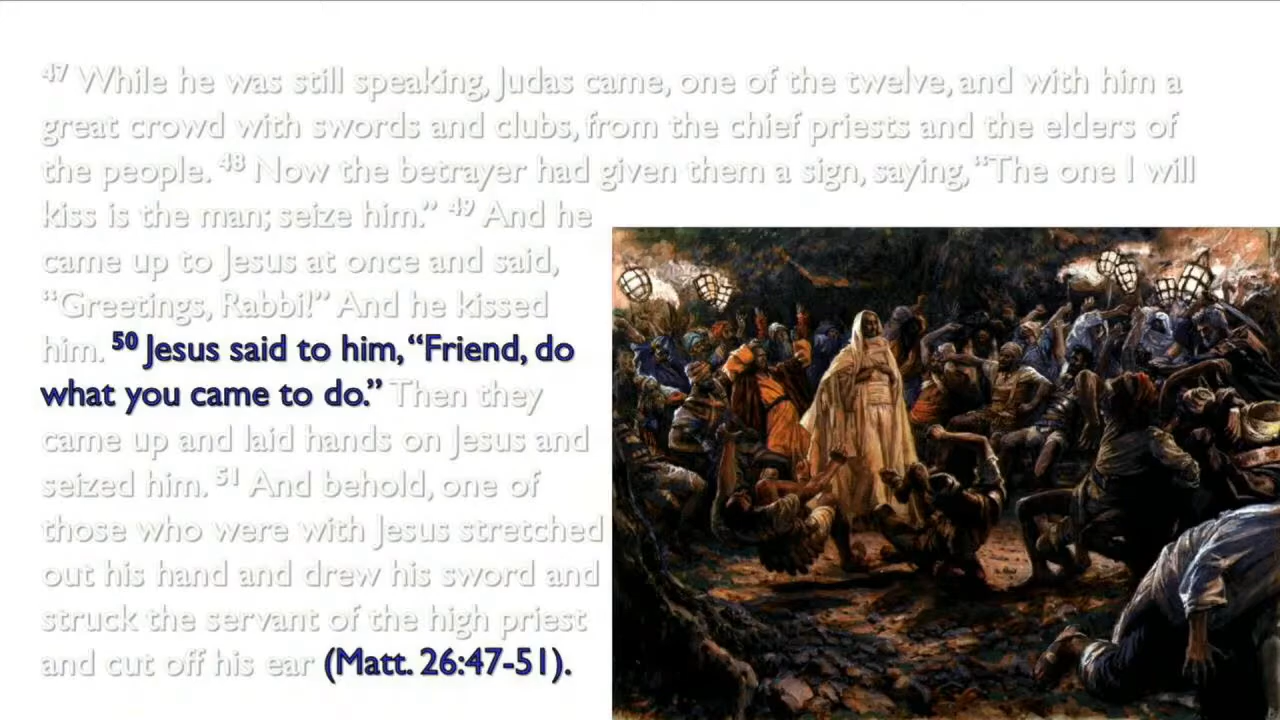 47 While he was still speaking, Judas came, one of the twelve, and with him a
great crowd with swords and clubs, from the chief priests and the elders of
the people. 48 Now the betrayer had given them a sign, saying, “The one I will
kiss is the man; seize him.” 49 And he
came up to Jesus at once and said,
“Greetings, Rabbi!” And he kissed
him. 50 Jesus said to him, “Friend, do
what you came to do.” Then they
came up and laid hands on Jesus and
seized him. 51 And behold, one of
those who were with Jesus stretched
out his hand and drew his sword and
struck the servant of the high priest
and cut off his ear (Matt. 26:47-51).